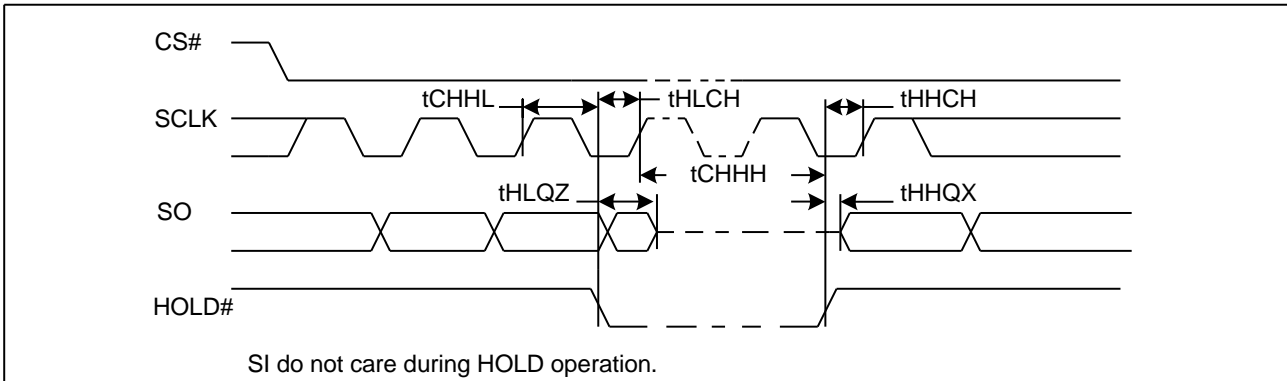 CS#
tCHHL
tHLCH
tHHCH
SCLK
tCHHH
tHLQZ
tHHQX
SO
HOLD#
SI do not care during HOLD operation.